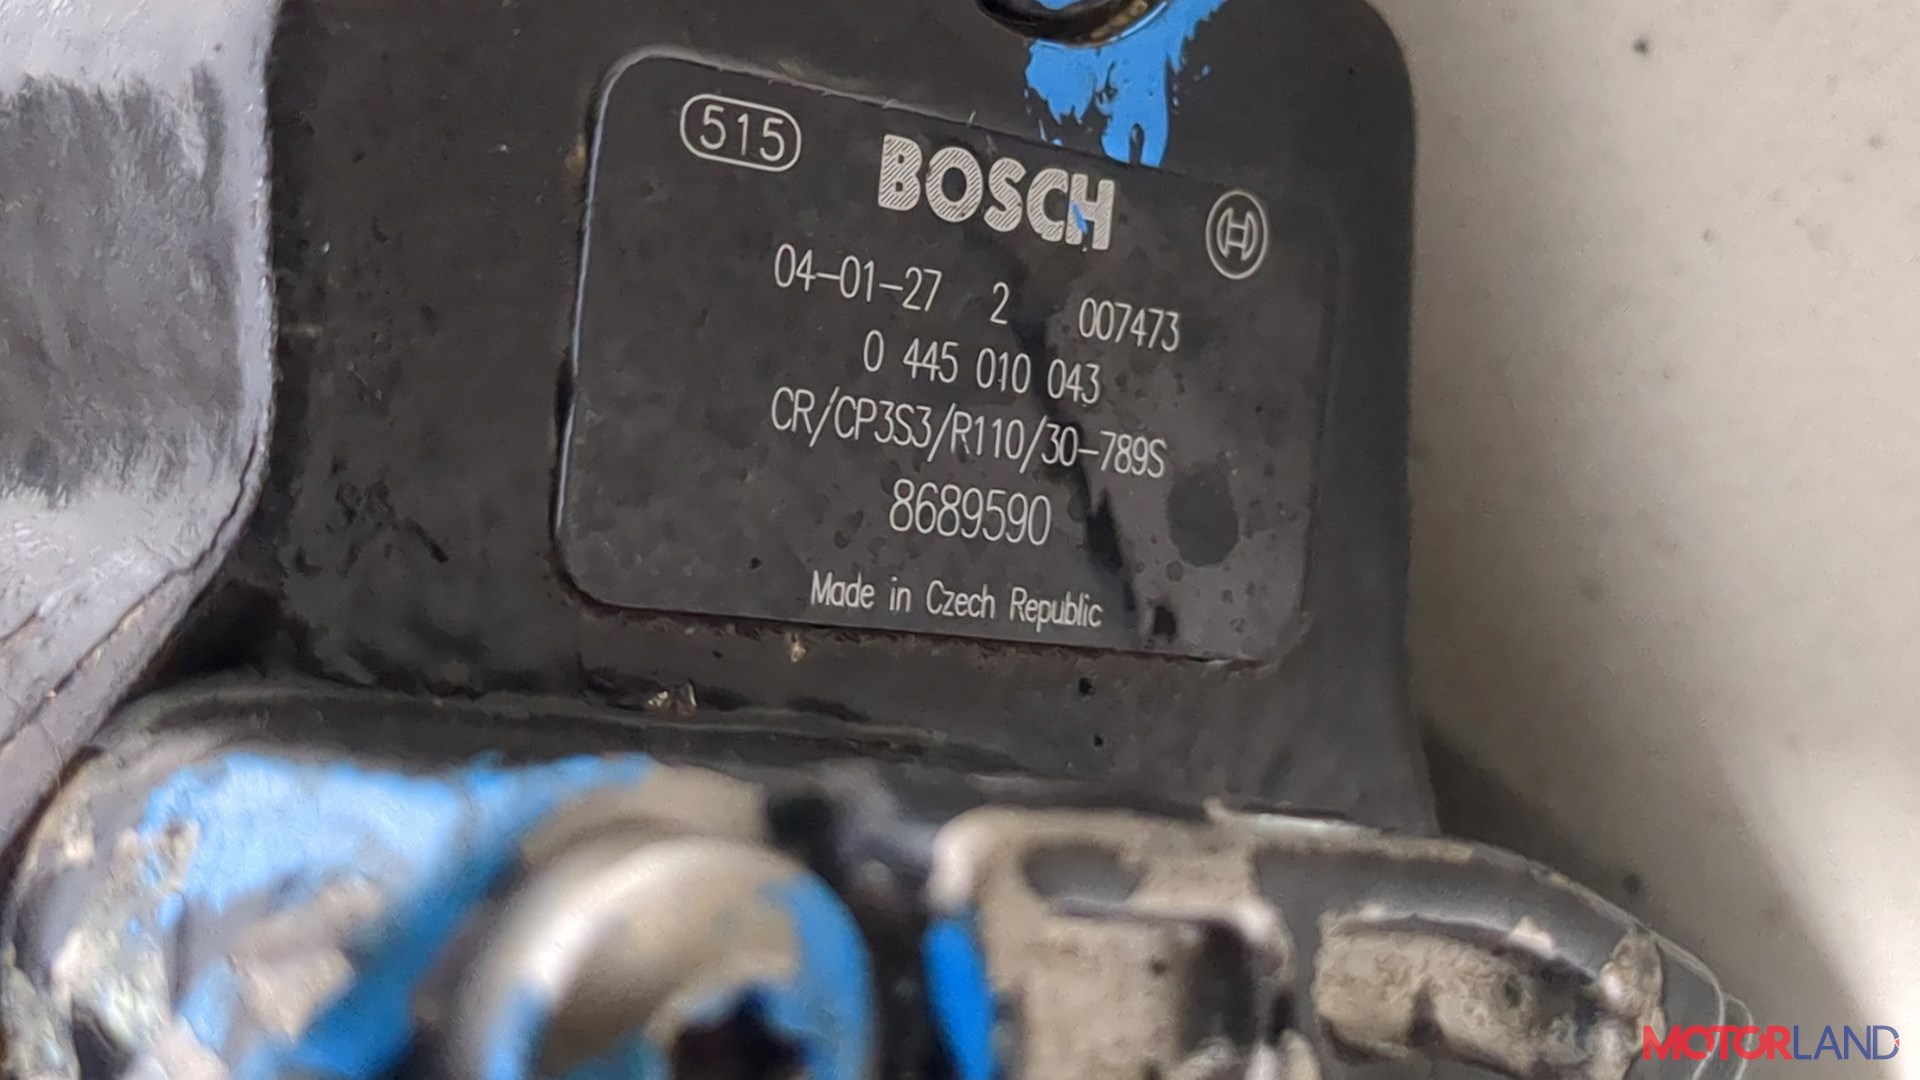 515
BOSCH
04-01-27 2 007473
0 445 010 043
CR/CP3S3/R110/30-789S
8689590
Made in Czech Republic
MOTORLAND